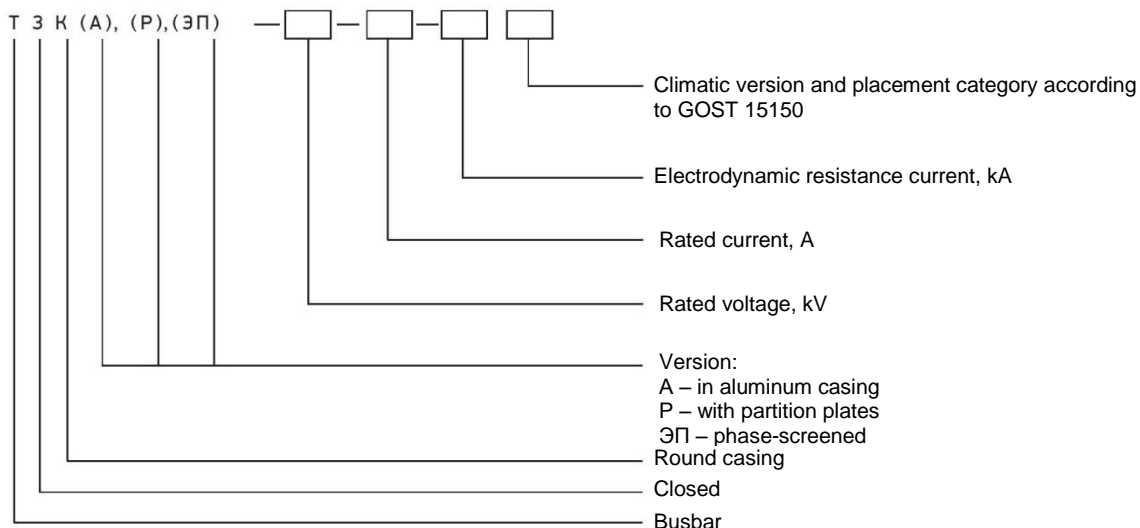 Т З К (А), (Р),(ЭП) — — —
Climatic version and placement category according
to GOST 15150
Electrodynamic resistance current, kA
Rated current, A
Rated voltage, kV
Version:
A – in aluminum casing
P – with partition plates
ЭП – phase-screened
Round casing
Closed
Busbar